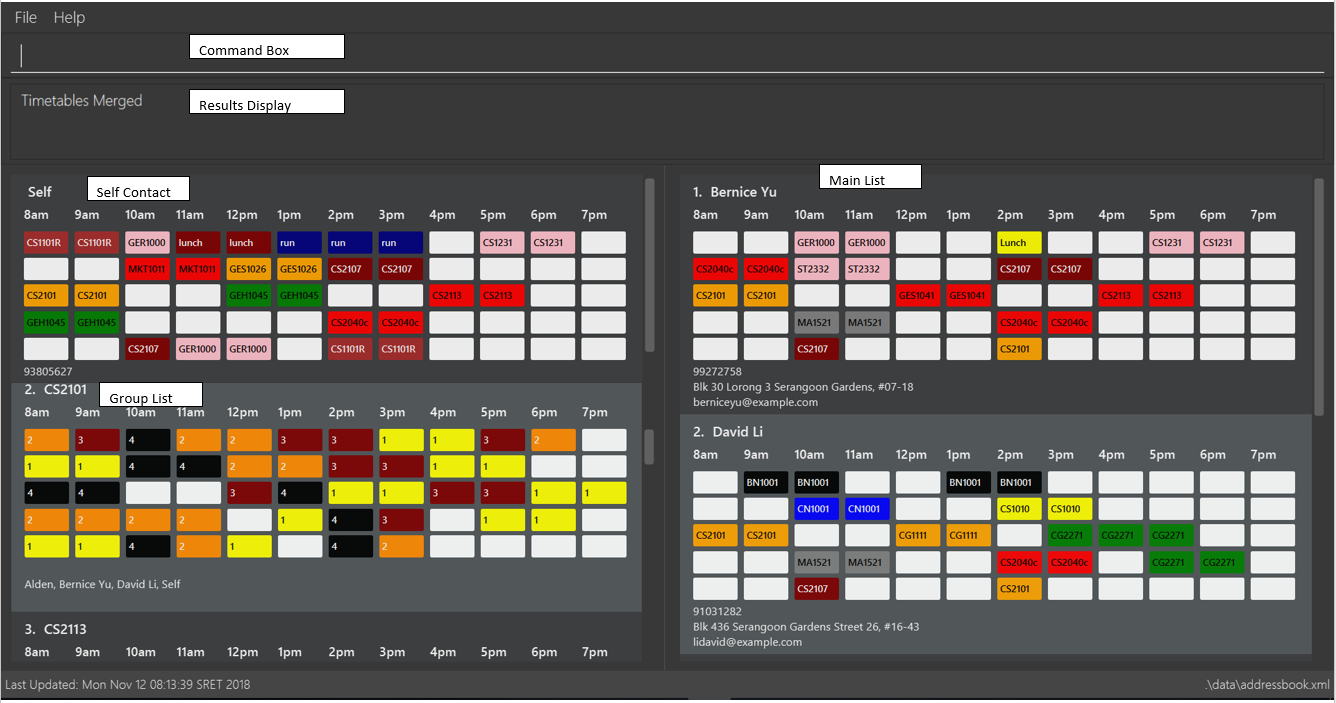 File Help
Command Box
Timetables Merged
Results Display
Self
Self Contact
8am 9am 10am 11am 12pm 1pm 2pm 3pm 4pm 5pm 6pm 7pm
CS1101R CS1101R GER1000 lunch lunch run run run CS1231 CS1231
MKT1011 MKT1011 GES1026 GES1026 CS2107 CS2107
CS2101 CS2101 GEH1045 GEH1045 CS2113 CS2113
GEH1045 GEH1045 CS2040c CS2040c
CS2107 GER1000 GER1000 CS1101R CS1101R
93805627
2. CS2101
Group List
8am 9am 10am 11am 12pm 1pm 2pm 3pm 4pm 5pm 6pm 7pm
2 3 4 2 2 3 3 1 1 3 2
1 1 4 4 2 2 3 3 1 1
4 4 3 4 1 1 3 3 1 1
2 2 2 2 1 4 3 1 1
1 1 4 2 1 4 2
Alden, Bernice Yu, David Li, Self
3. CS2113
8am 9am 10am 11am 12pm 1pm 2pm 3pm 4pm 5pm 6pm 7pm
Main List
1. Bernice Yu
8am 9am 10am 11am 12pm 1pm 2pm 3pm 4pm 5pm 6pm 7pm
GER1000 GER1000 Lunch CS1231 CS1231
CS2040c CS2040c ST2332 ST2332 CS2107 CS2107
CS2101 CS2101 GES1041 GES1041 CS2113 CS2113
MA1521 MA1521 CS2040c CS2040c
CS2107 CS2101
99272758
Blk 30 Lorong 3 Serangoon Gardens, #07-18
berniceyu@example.com
2. David Li
8am 9am 10am 11am 12pm 1pm 2pm 3pm 4pm 5pm 6pm 7pm
BN1001 BN1001 BN1001 BN1001
CN1001 CN1001 CS1010 CS1010
CS2101 CS2101 CG1111 CG1111 CG2271 CG2271 CG2271
MA1521 MA1521 CS2040c CS2040c CG2271 CG2271
CS2107 CS2101
91031282
Blk 436 Serangoon Gardens Street 26, #16-43
lidavid@example.com
Last Updated: Mon Nov 12 08:13:39 SRET 2018
.\data\addressbook.xml